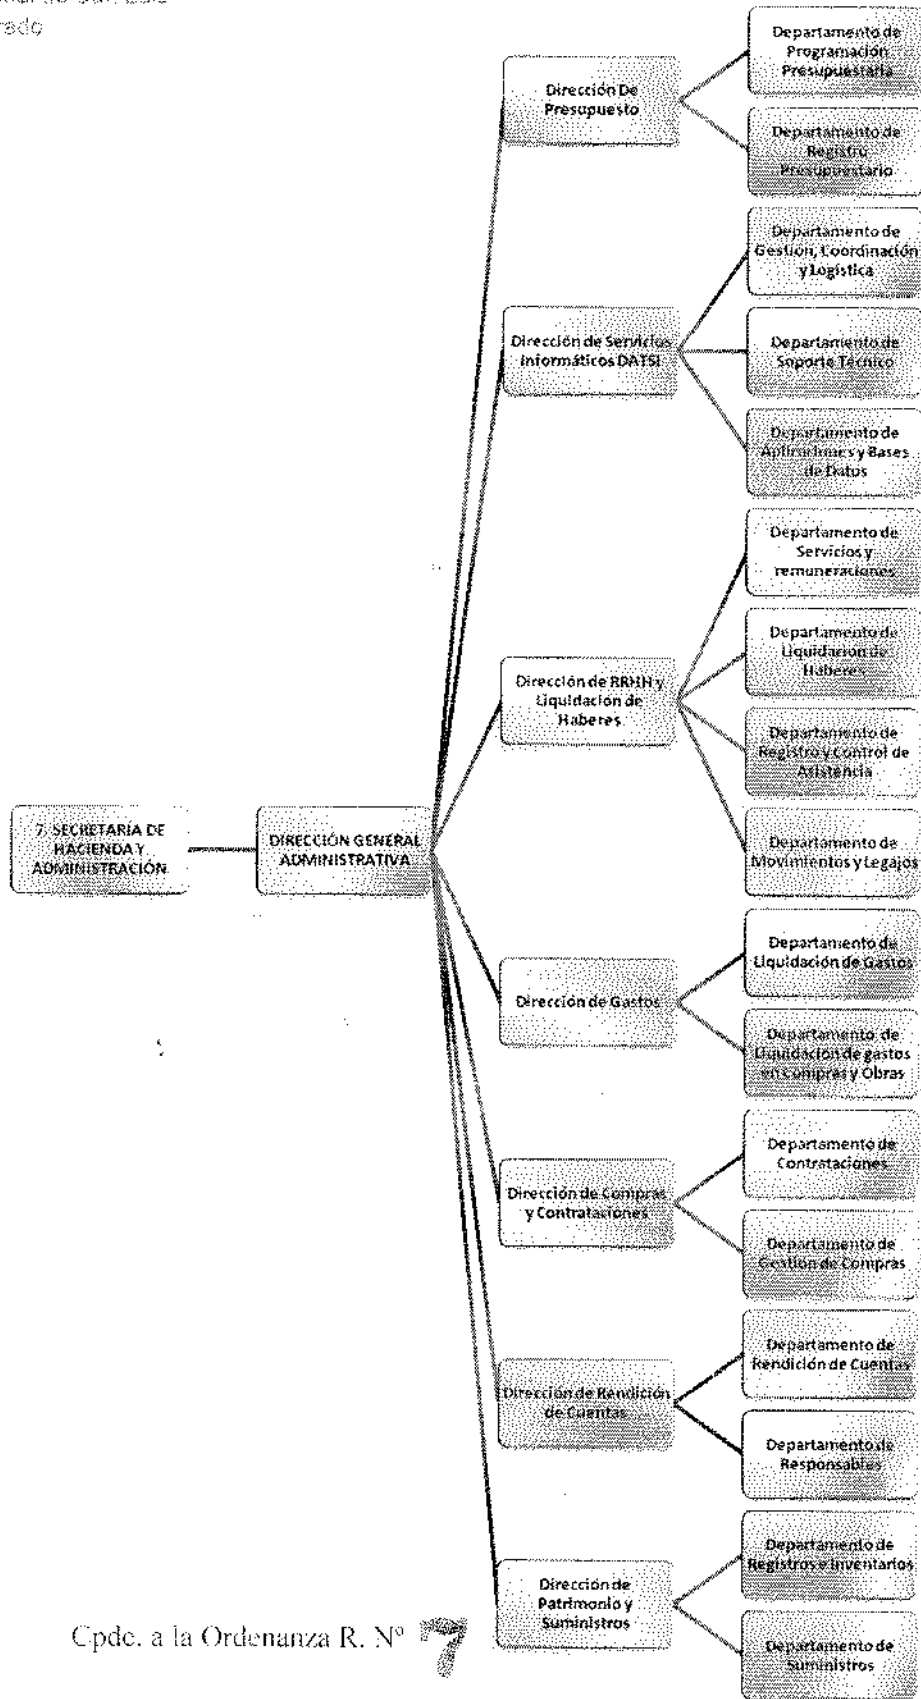 rado
Departamento de
Programación
Presupuestaria
Dirección De
Presupuesto
Departamento de
Registro
Presupuestario
Departamento de
Gestión, Coordinación
y Logística
Dirección de Servicios
Informáticos DATSI
Departamento de
Soporte Técnico
Departamento de
Aplicaciones y Bases
de Datos
Departamento de
Servicios y
remuneraciones
Departamento de
Liquidación de
Haberes
Dirección de RRHH y
Liquidación de
Haberes
Departamento de
Registro y Control de
Asistencia
7. SECRETARÍA DE
HACIENDA Y
ADMINISTRACIÓN
DIRECCIÓN GENERAL
ADMINISTRATIVA
Departamento de
Movimientos y Legajos
Departamento de
Liquidación de Gastos
Dirección de Gastos
Departamento de
Liquidación de gastos
en Compras y Obras
Departamento de
Contrataciones
Dirección de Compras
y Contrataciones
Departamento de
Gestión de Compras
Departamento de
Rendición de Cuentas
Dirección de Rendición
de Cuentas
Departamento de
Responsables
Departamento de
Registros e Inventarios
Dirección de
Patrimonio y
Suministros
Departamento de
Suministros
Cpde. a la Ordenanza R. Nº 7